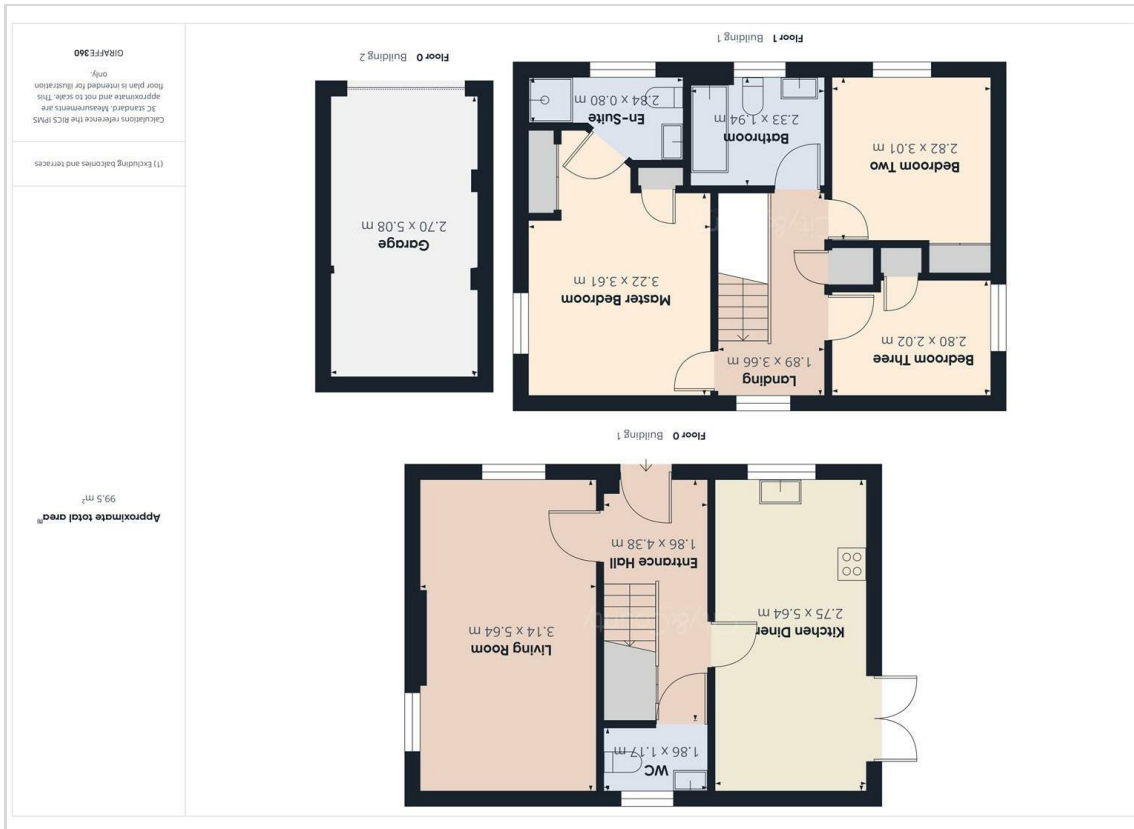 WC
1.86 x 1.17 m
Kitchen Diner
2.75 x 5.64 m
Living Room
3.14 x 5.64 m
Entrance Hall
1.86 x 4.38 m
Floor 0 Building 1
Landing
1.89 x 3.66 m
Bedroom Three
2.80 x 2.02 m
Master Bedroom
3.22 x 3.61 m
Bedroom Two
2.82 x 3.01 m
Bathroom
2.33 x 1.94 m
En-Suite
2.84 x 0.80 m
Floor 1 Building 1
Garage
2.70 x 5.08 m
Floor 0 Building 2
Approximate total area⁽¹⁾
99.5 m²
(1) Excluding balconies and terraces
Calculations reference the RICS IPMS
3C standard. Measurements are
approximate and not to scale. This
floor plan is intended for illustration
only.
GIRAFFE360